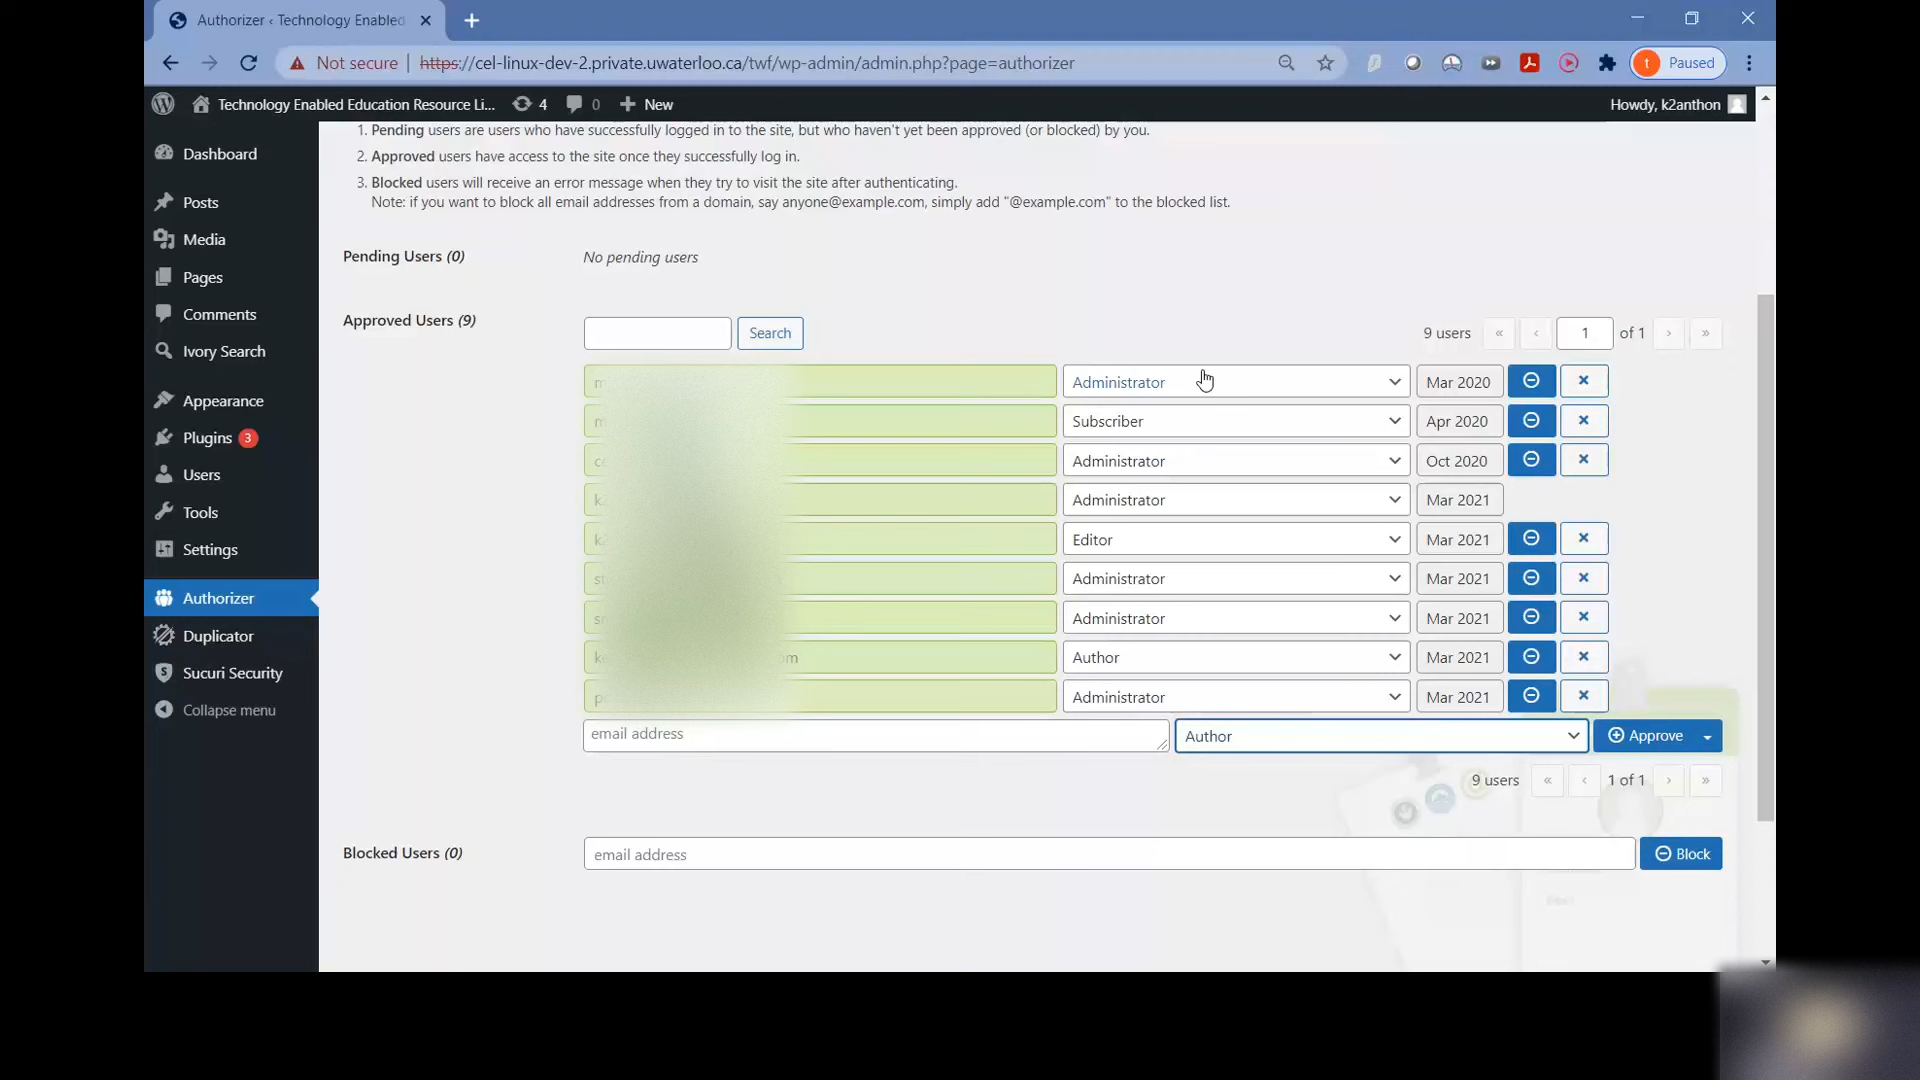 Authorizer ‹ Technology Enabled
Not secure | https://cel-linux-dev-2.private.uwaterloo.ca/twf/wp-admin/admin.php?page=authorizer
t Paused
Technology Enabled Education Resource Li... 4 0 New
Howdy, k2anthon
Dashboard
Posts
Media
Pages
Comments
Ivory Search
Appearance
Plugins 3
Users
Tools
Settings
Authorizer
Duplicator
Sucuri Security
Collapse menu
1. Pending users are users who have successfully logged in to the site, but who haven't yet been approved (or blocked) by you.
2. Approved users have access to the site once they successfully log in.
3. Blocked users will receive an error message when they try to visit the site after authenticating.
Note: if you want to block all email addresses from a domain, say anyone@example.com, simply add "@example.com" to the blocked list.
Pending Users (0) No pending users
Approved Users (9)
Search
9 users « ‹ 1 of 1 › »
Administrator Mar 2020
Subscriber Apr 2020
Administrator Oct 2020
Administrator Mar 2021
Editor Mar 2021
Administrator Mar 2021
Administrator Mar 2021
Author Mar 2021
Administrator Mar 2021
email address Author Approve
9 users « ‹ 1 of 1 › »
Blocked Users (0) email address Block